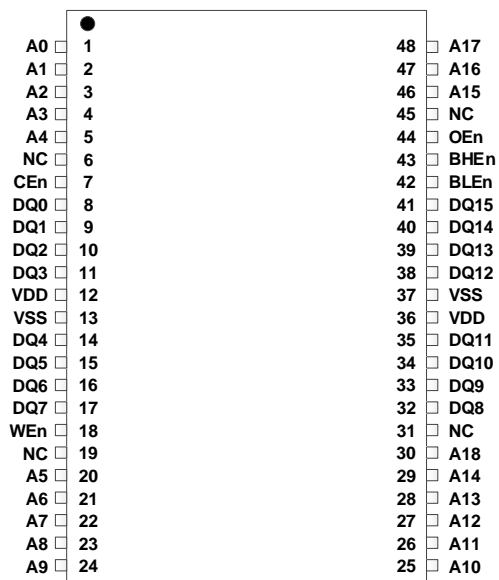 A0 1 48 A17
A1 2 47 A16
A2 3 46 A15
A3 4 45 NC
A4 5 44 OEn
NC 6 43 BHEn
CEn 7 42 BLEn
DQ0 8 41 DQ15
DQ1 9 40 DQ14
DQ2 10 39 DQ13
DQ3 11 38 DQ12
VDD 12 37 VSS
VSS 13 36 VDD
DQ4 14 35 DQ11
DQ5 15 34 DQ10
DQ6 16 33 DQ9
DQ7 17 32 DQ8
WEn 18 31 NC
NC 19 30 A18
A5 20 29 A14
A6 21 28 A13
A7 22 27 A12
A8 23 26 A11
A9 24 25 A10